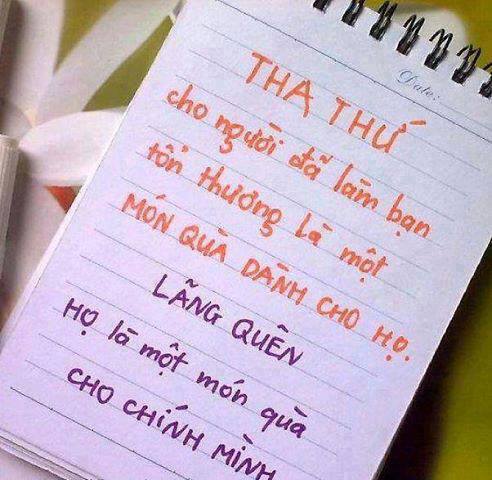 Date:
THA THỨ
cho người đã làm bạn
tổn thương là một
MÓN QUÀ DÀNH CHO HỌ.
LÃNG QUÊN
HỌ là một món quà
CHO CHÍNH MÌNH